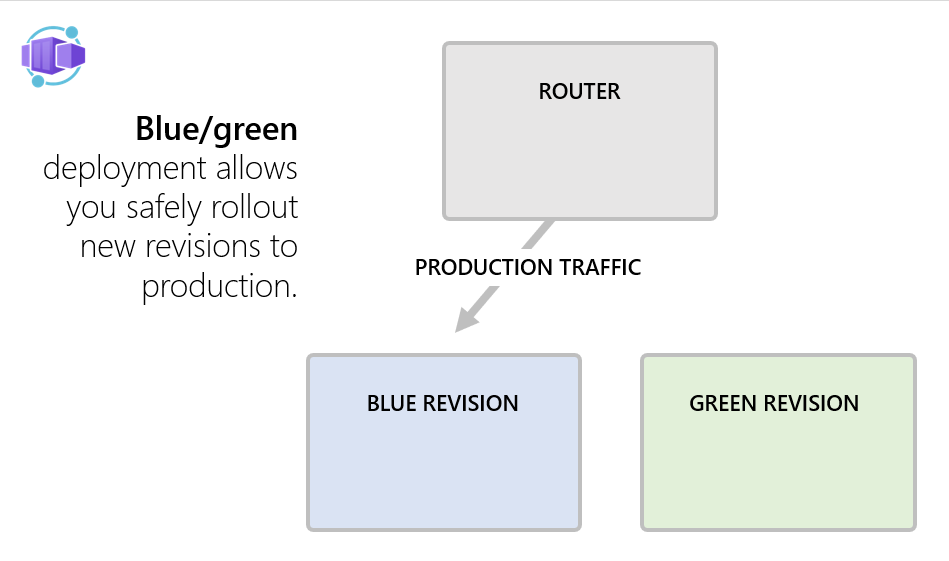 Blue/green
deployment allows
you safely rollout
new revisions to
production.
ROUTER
PRODUCTION TRAFFIC
BLUE REVISION
GREEN REVISION